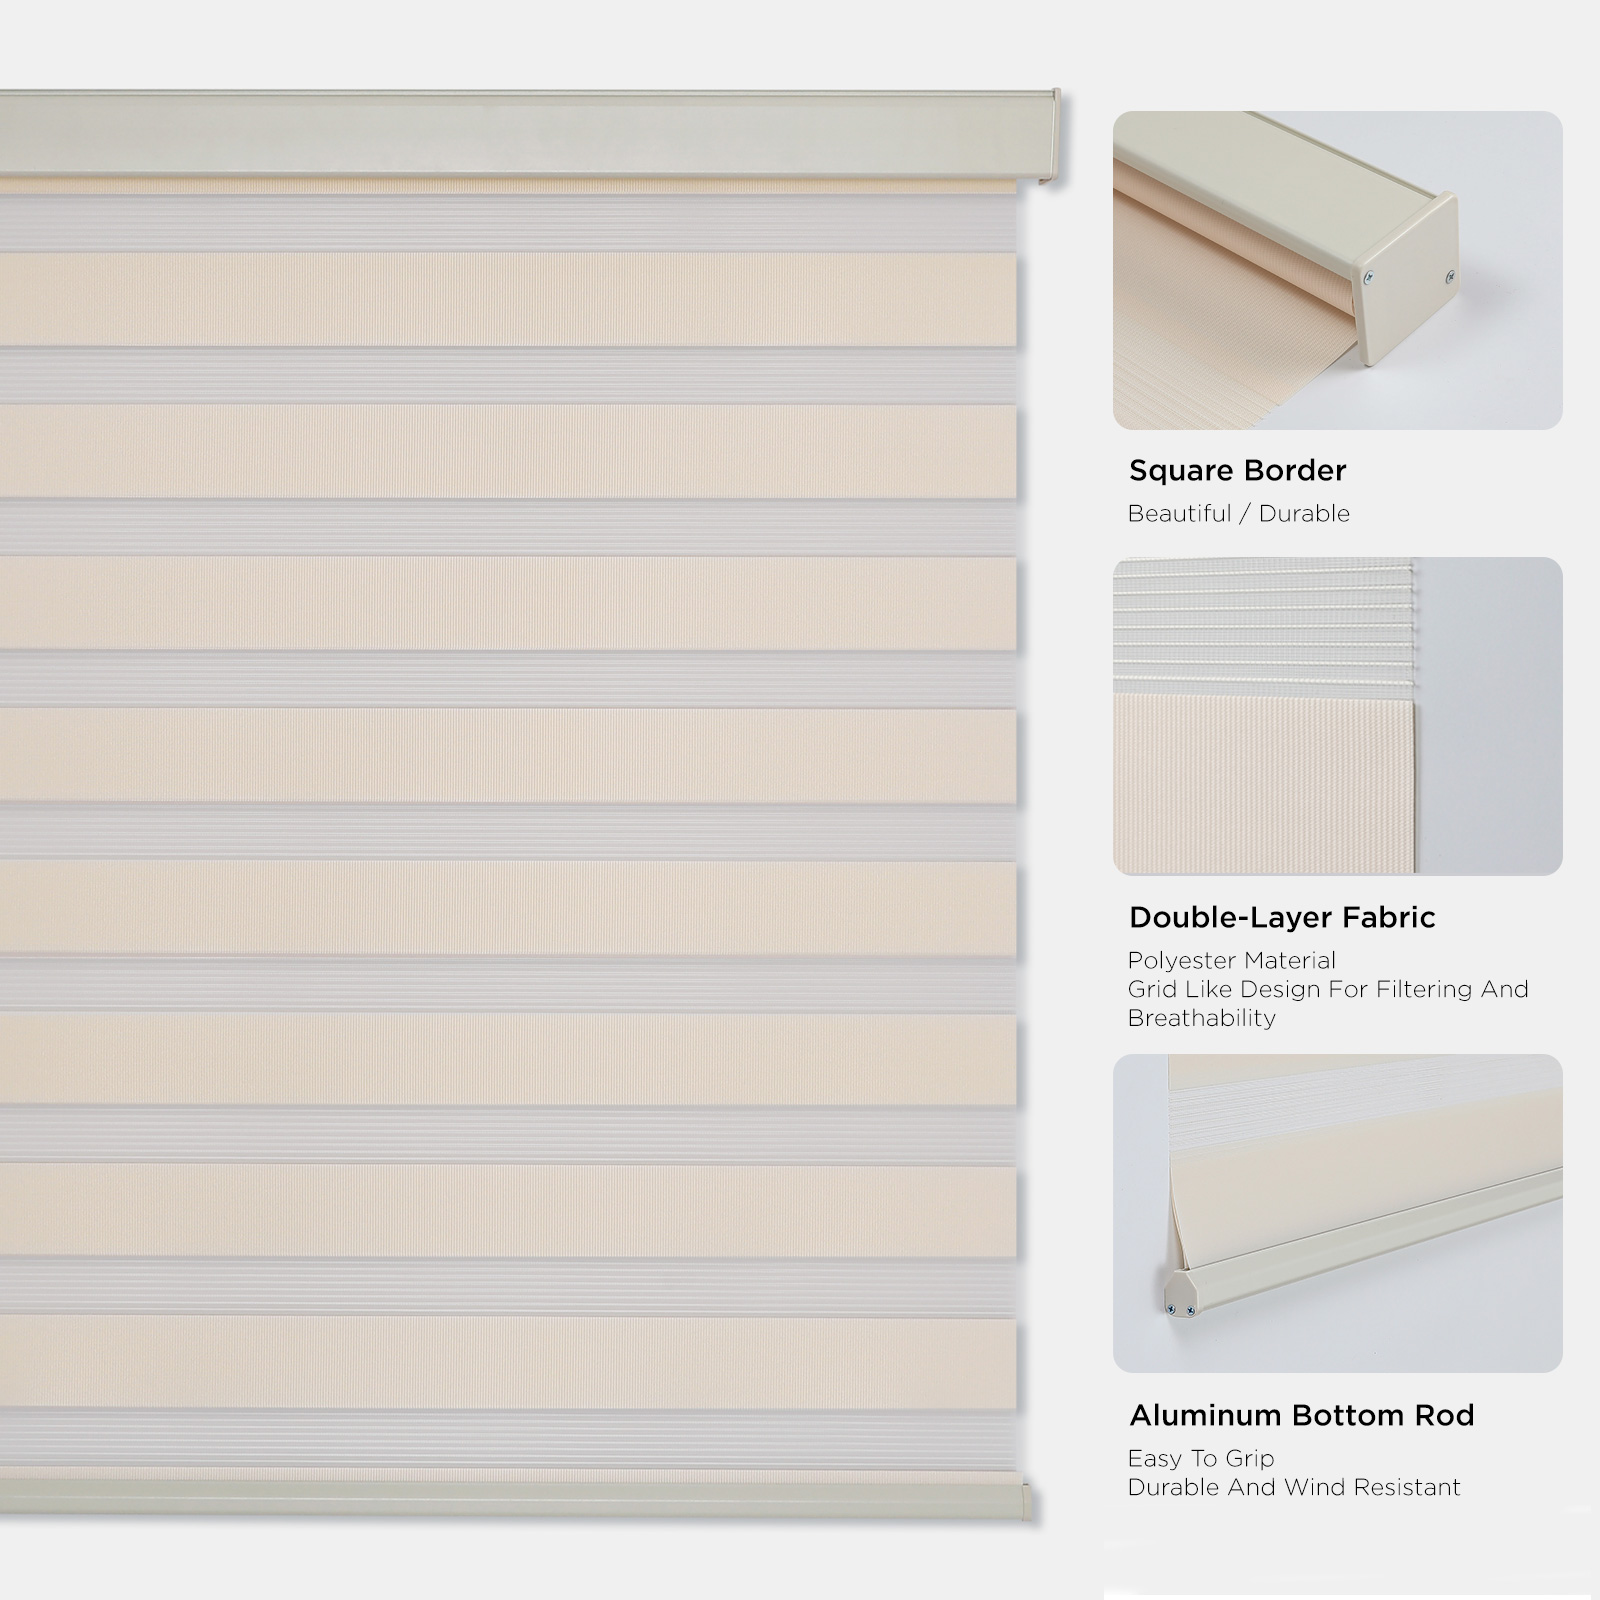 Square Border
Beautiful / Durable
Double-Layer Fabric
Polyester Material
Grid Like Design For Filtering And
Breathability
Aluminum Bottom Rod
Easy To Grip
Durable And Wind Resistant